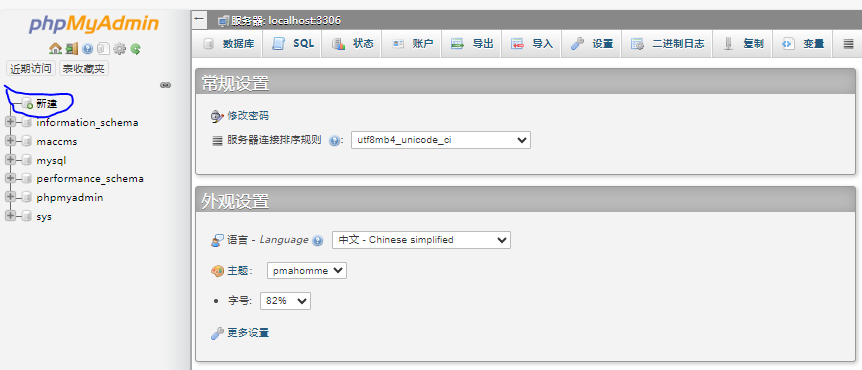 phpMyAdmin
近期访问 表收藏夹
新建
information_schema
maccms
mysql
performance_schema
phpmyadmin
sys
服务器: localhost:3306
数据库 SQL 状态 账户 导出 导入 设置 二进制日志 复制 变量
常规设置
修改密码
服务器连接排序规则 : utf8mb4_unicode_ci
外观设置
语言 - Language 中文 - Chinese simplified
主题: pmahomme
字号: 82%
更多设置